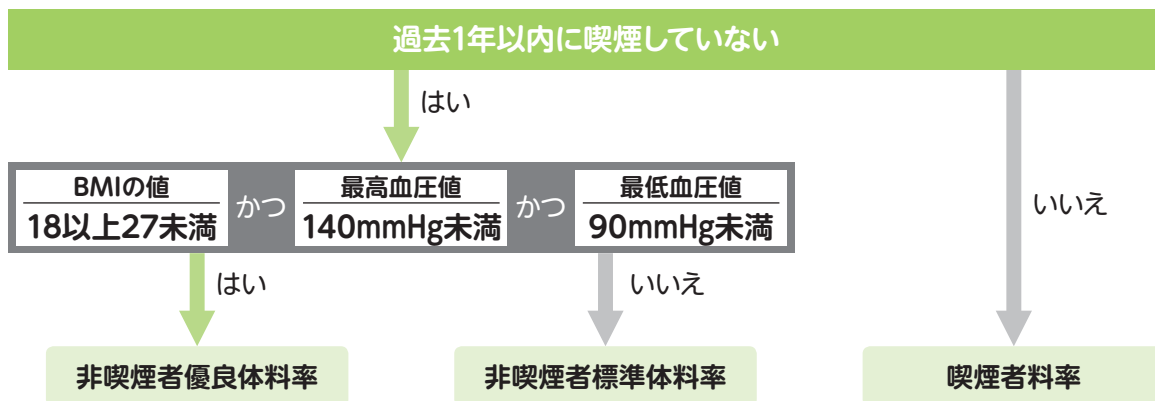 過去1年以内に喫煙していない
はい
いいえ
BMIの値
18以上27未満
かつ
最高血圧値
140mmHg未満
かつ
最低血圧値
90mmHg未満
はい
いいえ
非喫煙者優良体料率
非喫煙者標準体料率
喫煙者料率